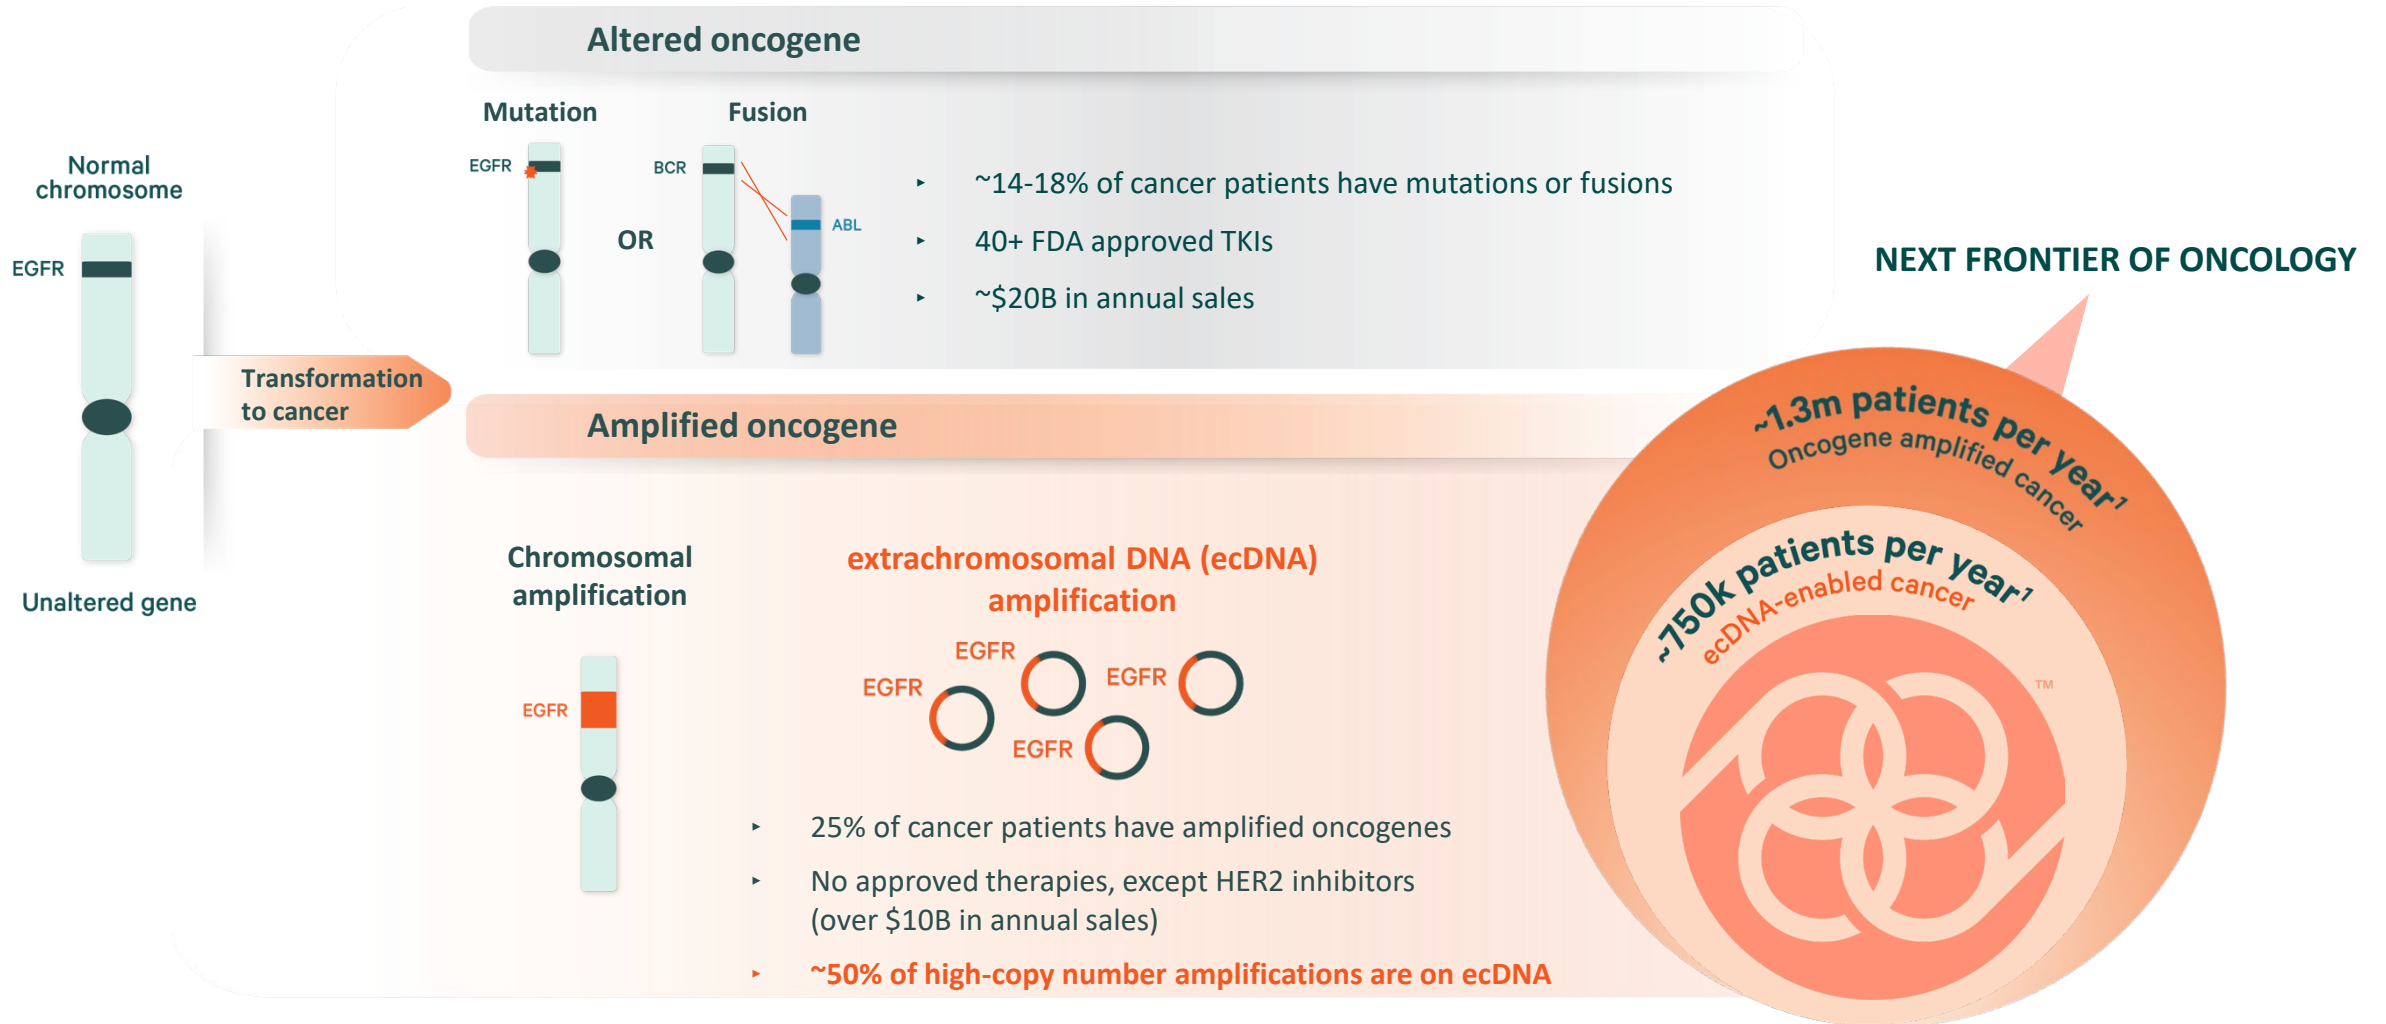 Normal
chromosome
EGFR
Unaltered gene
Transformation
to cancer
Altered oncogene
Mutation
EGFR
OR
Fusion
BCR
ABL
▸ ~14-18% of cancer patients have mutations or fusions
▸ 40+ FDA approved TKIs
▸ ~$20B in annual sales
Amplified oncogene
Chromosomal
amplification
EGFR
extrachromosomal DNA (ecDNA)
amplification
EGFR
EGFR
EGFR
EGFR
▸ 25% of cancer patients have amplified oncogenes
▸ No approved therapies, except HER2 inhibitors
(over $10B in annual sales)
▸ ~50% of high-copy number amplifications are on ecDNA
NEXT FRONTIER OF ONCOLOGY
~1.3m patients per year¹
Oncogene amplified cancer
~750k patients per year¹
ecDNA-enabled cancer
TM